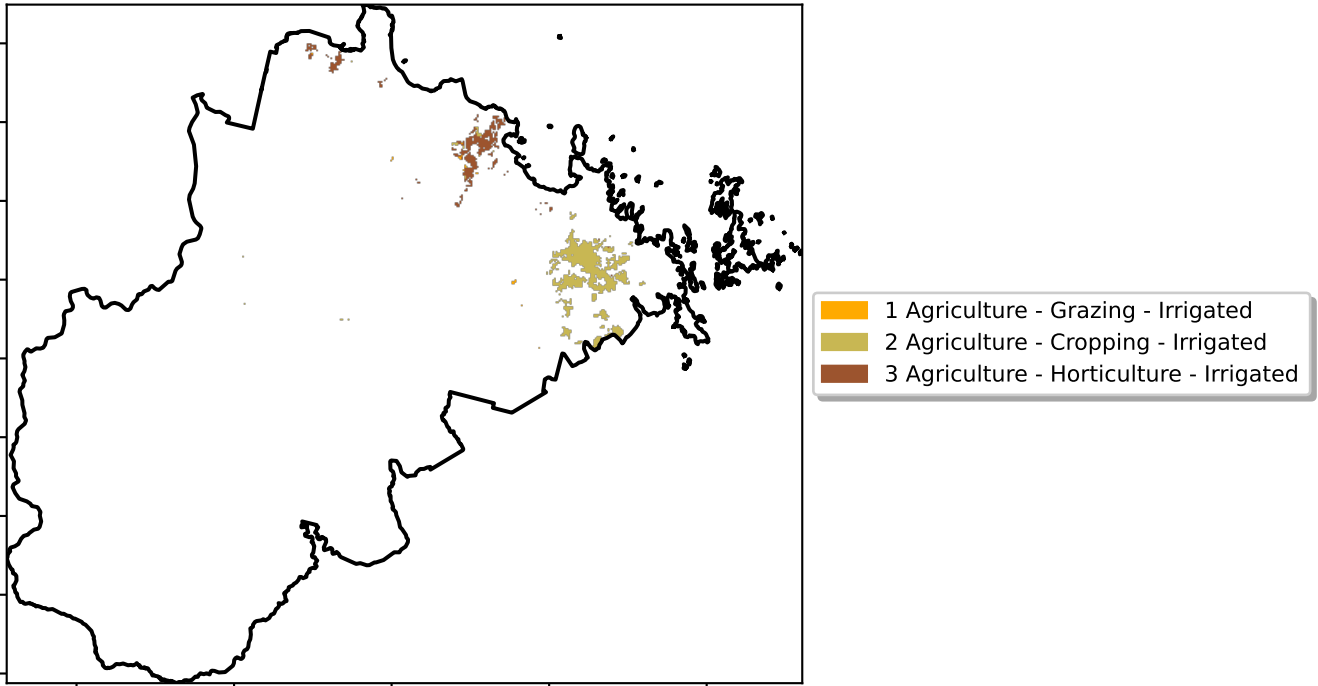 1 Agriculture - Grazing - Irrigated
2 Agriculture - Cropping - Irrigated
3 Agriculture - Horticulture - Irrigated